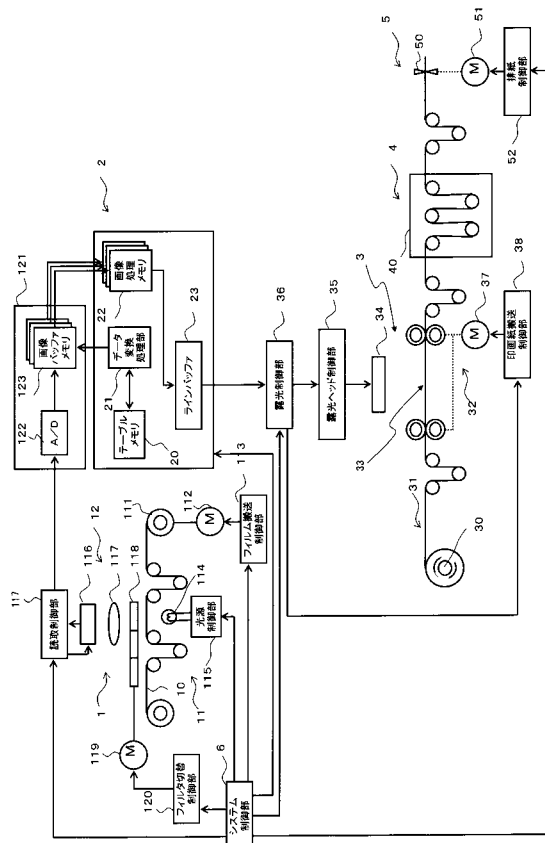 5
50
51
M
排紙
制御部
52
4
40
2
121
画像
バッファ
メモリ
123
122
A/D
画像
処理
メモリ
22
データ
変換
処理部
21
テーブル
メモリ
20
23
ラインバッファ
36
露光制御部
35
露光ヘッド
制御部
34
3
38
37
M
印画紙搬送
制御部
32
33
31
30
12
117
読取制御部
116
117
118
111
112
M
113
フィルム搬送
制御部
114
光源
制御部
115
1
10
11
119
M
フィルタ切替
制御部
120
6
システム
制御部